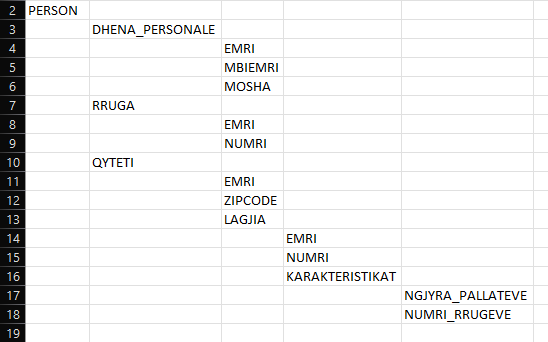 2 PERSON
3 DHENA_PERSONALE
4 EMRI
5 MBIEMRI
6 MOSHA
7 RRUGA
8 EMRI
9 NUMRI
10 QYTETI
11 EMRI
12 ZIPCODE
13 LAGJIA
14 EMRI
15 NUMRI
16 KARAKTERISTIKAT
17 NGJYRA_PALLATEVE
18 NUMRI_RRUGEVE
19